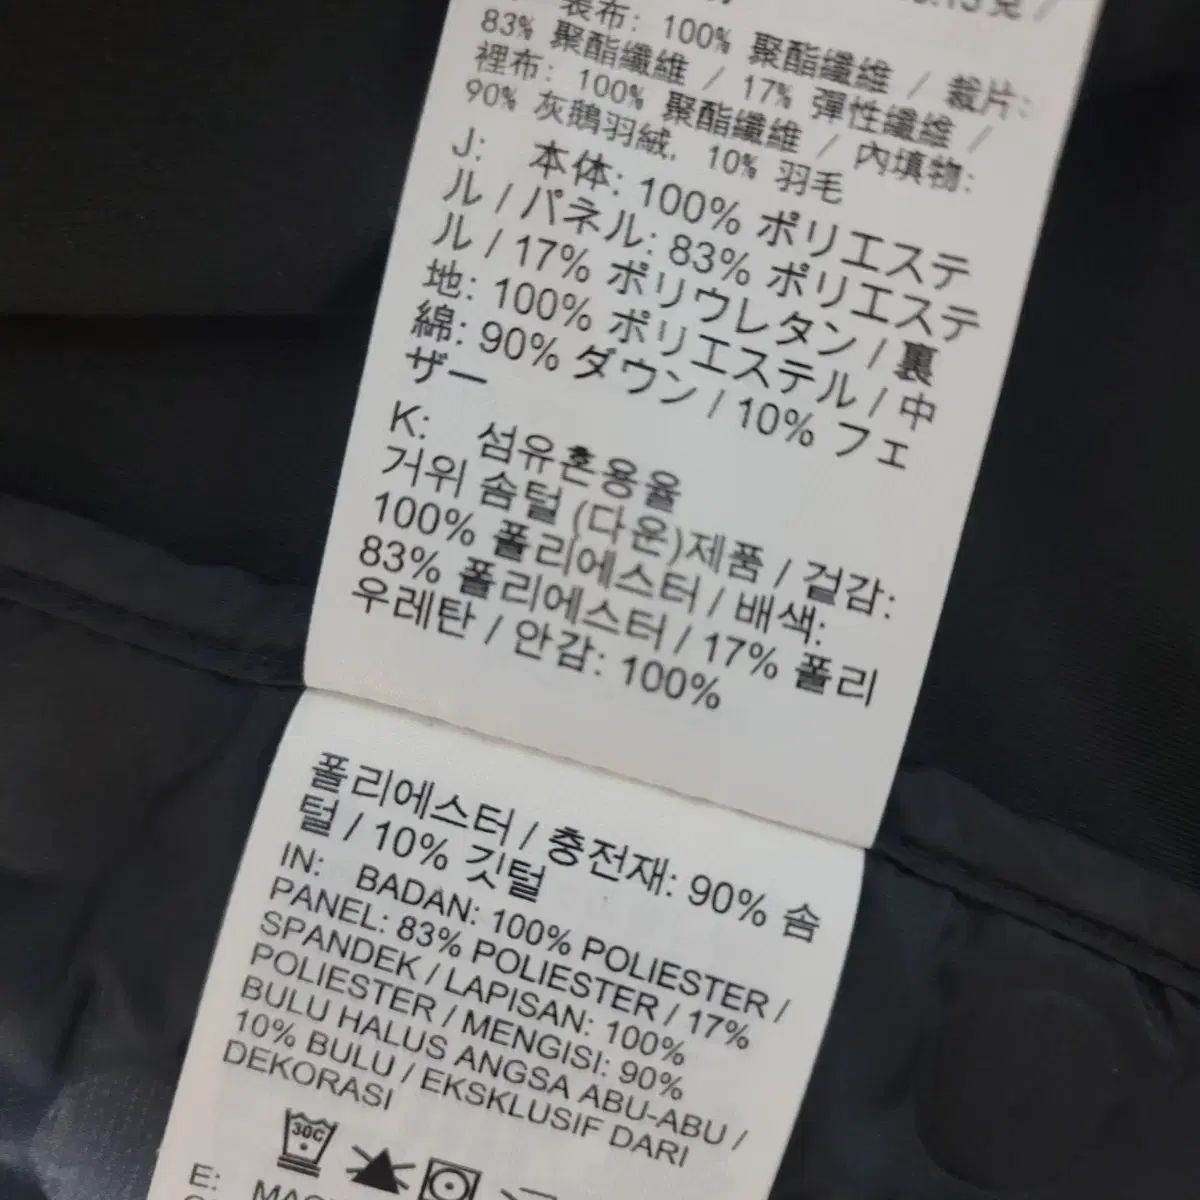 表布: 100% 聚酯纖維 / 裁片:
83% 聚酯纖維 / 17% 彈性纖維 /
裡布: 100% 聚酯纖維 / 內填物:
90% 灰鵝羽絨, 10% 羽毛
J: 本体: 100% ポリエステ
ル / パネル: 83% ポリエステ
ル / 17% ポリウレタン / 裏
地: 100% ポリエステル / 中
綿: 90% ダウン / 10% フェ
ザー
K: 섬유혼용율
거위 솜털 (다운)제품 / 겉감:
100% 폴리에스터 / 배색:
83% 폴리에스터 / 17% 폴리
우레탄 / 안감: 100%
폴리에스터 / 충전재: 90% 솜
털 / 10% 깃털
IN: BADAN: 100% POLIESTER /
PANEL: 83% POLIESTER / 17%
SPANDEK / LAPISAN: 100%
POLIESTER / MENGISI: 90%
BULU HALUS ANGSA ABU-ABU /
10% BULU / EKSKLUSIF DARI
DEKORASI
30C
E: